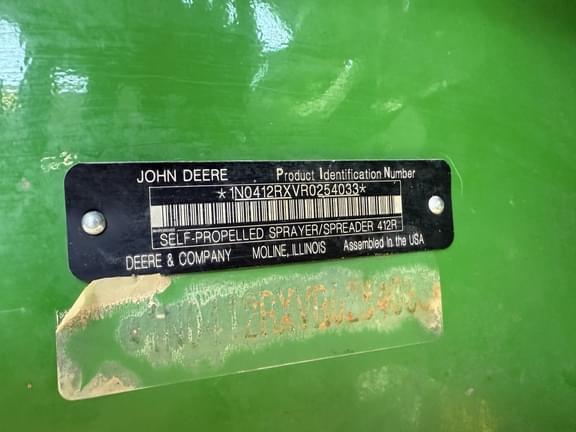 JOHN DEERE Product Identification Number
*1N0412RXVR0254033*
SELF-PROPELLED SPRAYER/SPREADER 412R
DEERE & COMPANY MOLINE, ILLINOIS Assembled in the USA